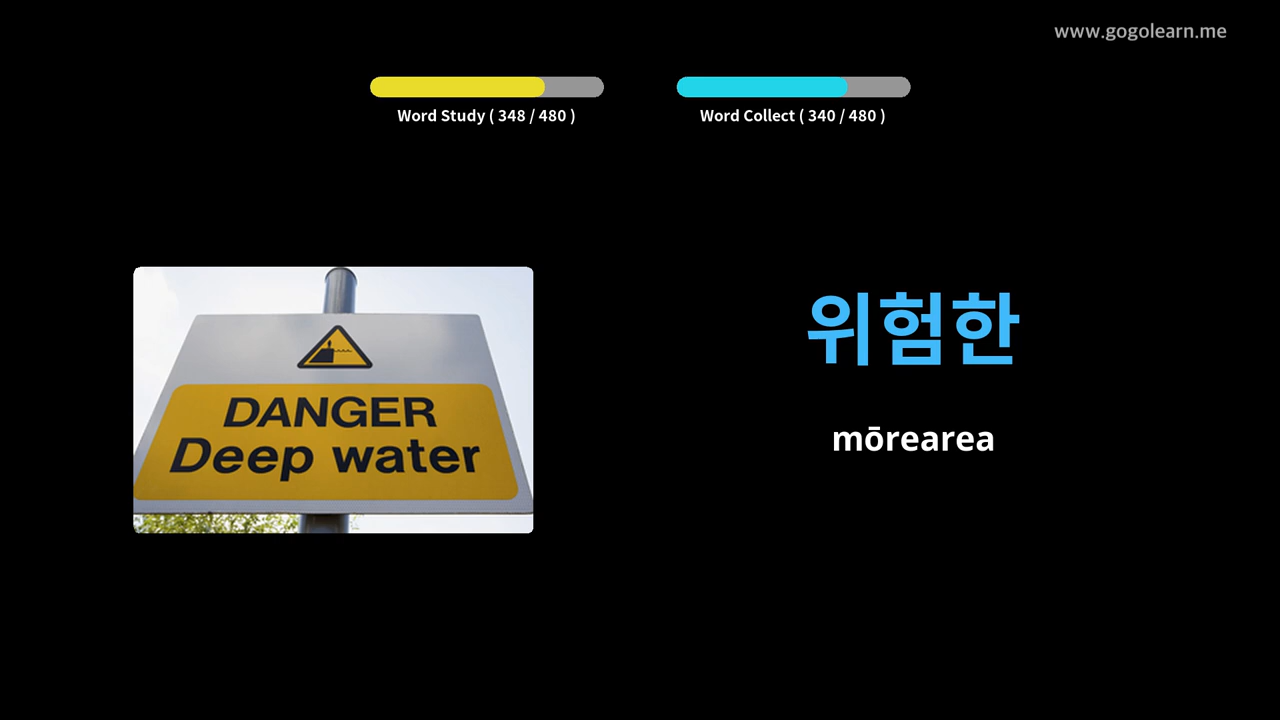 www.gogolearn.me
Word Study ( 348 / 480 )
Word Collect ( 340 / 480 )
DANGER
Deep water
위험한
mōrearea